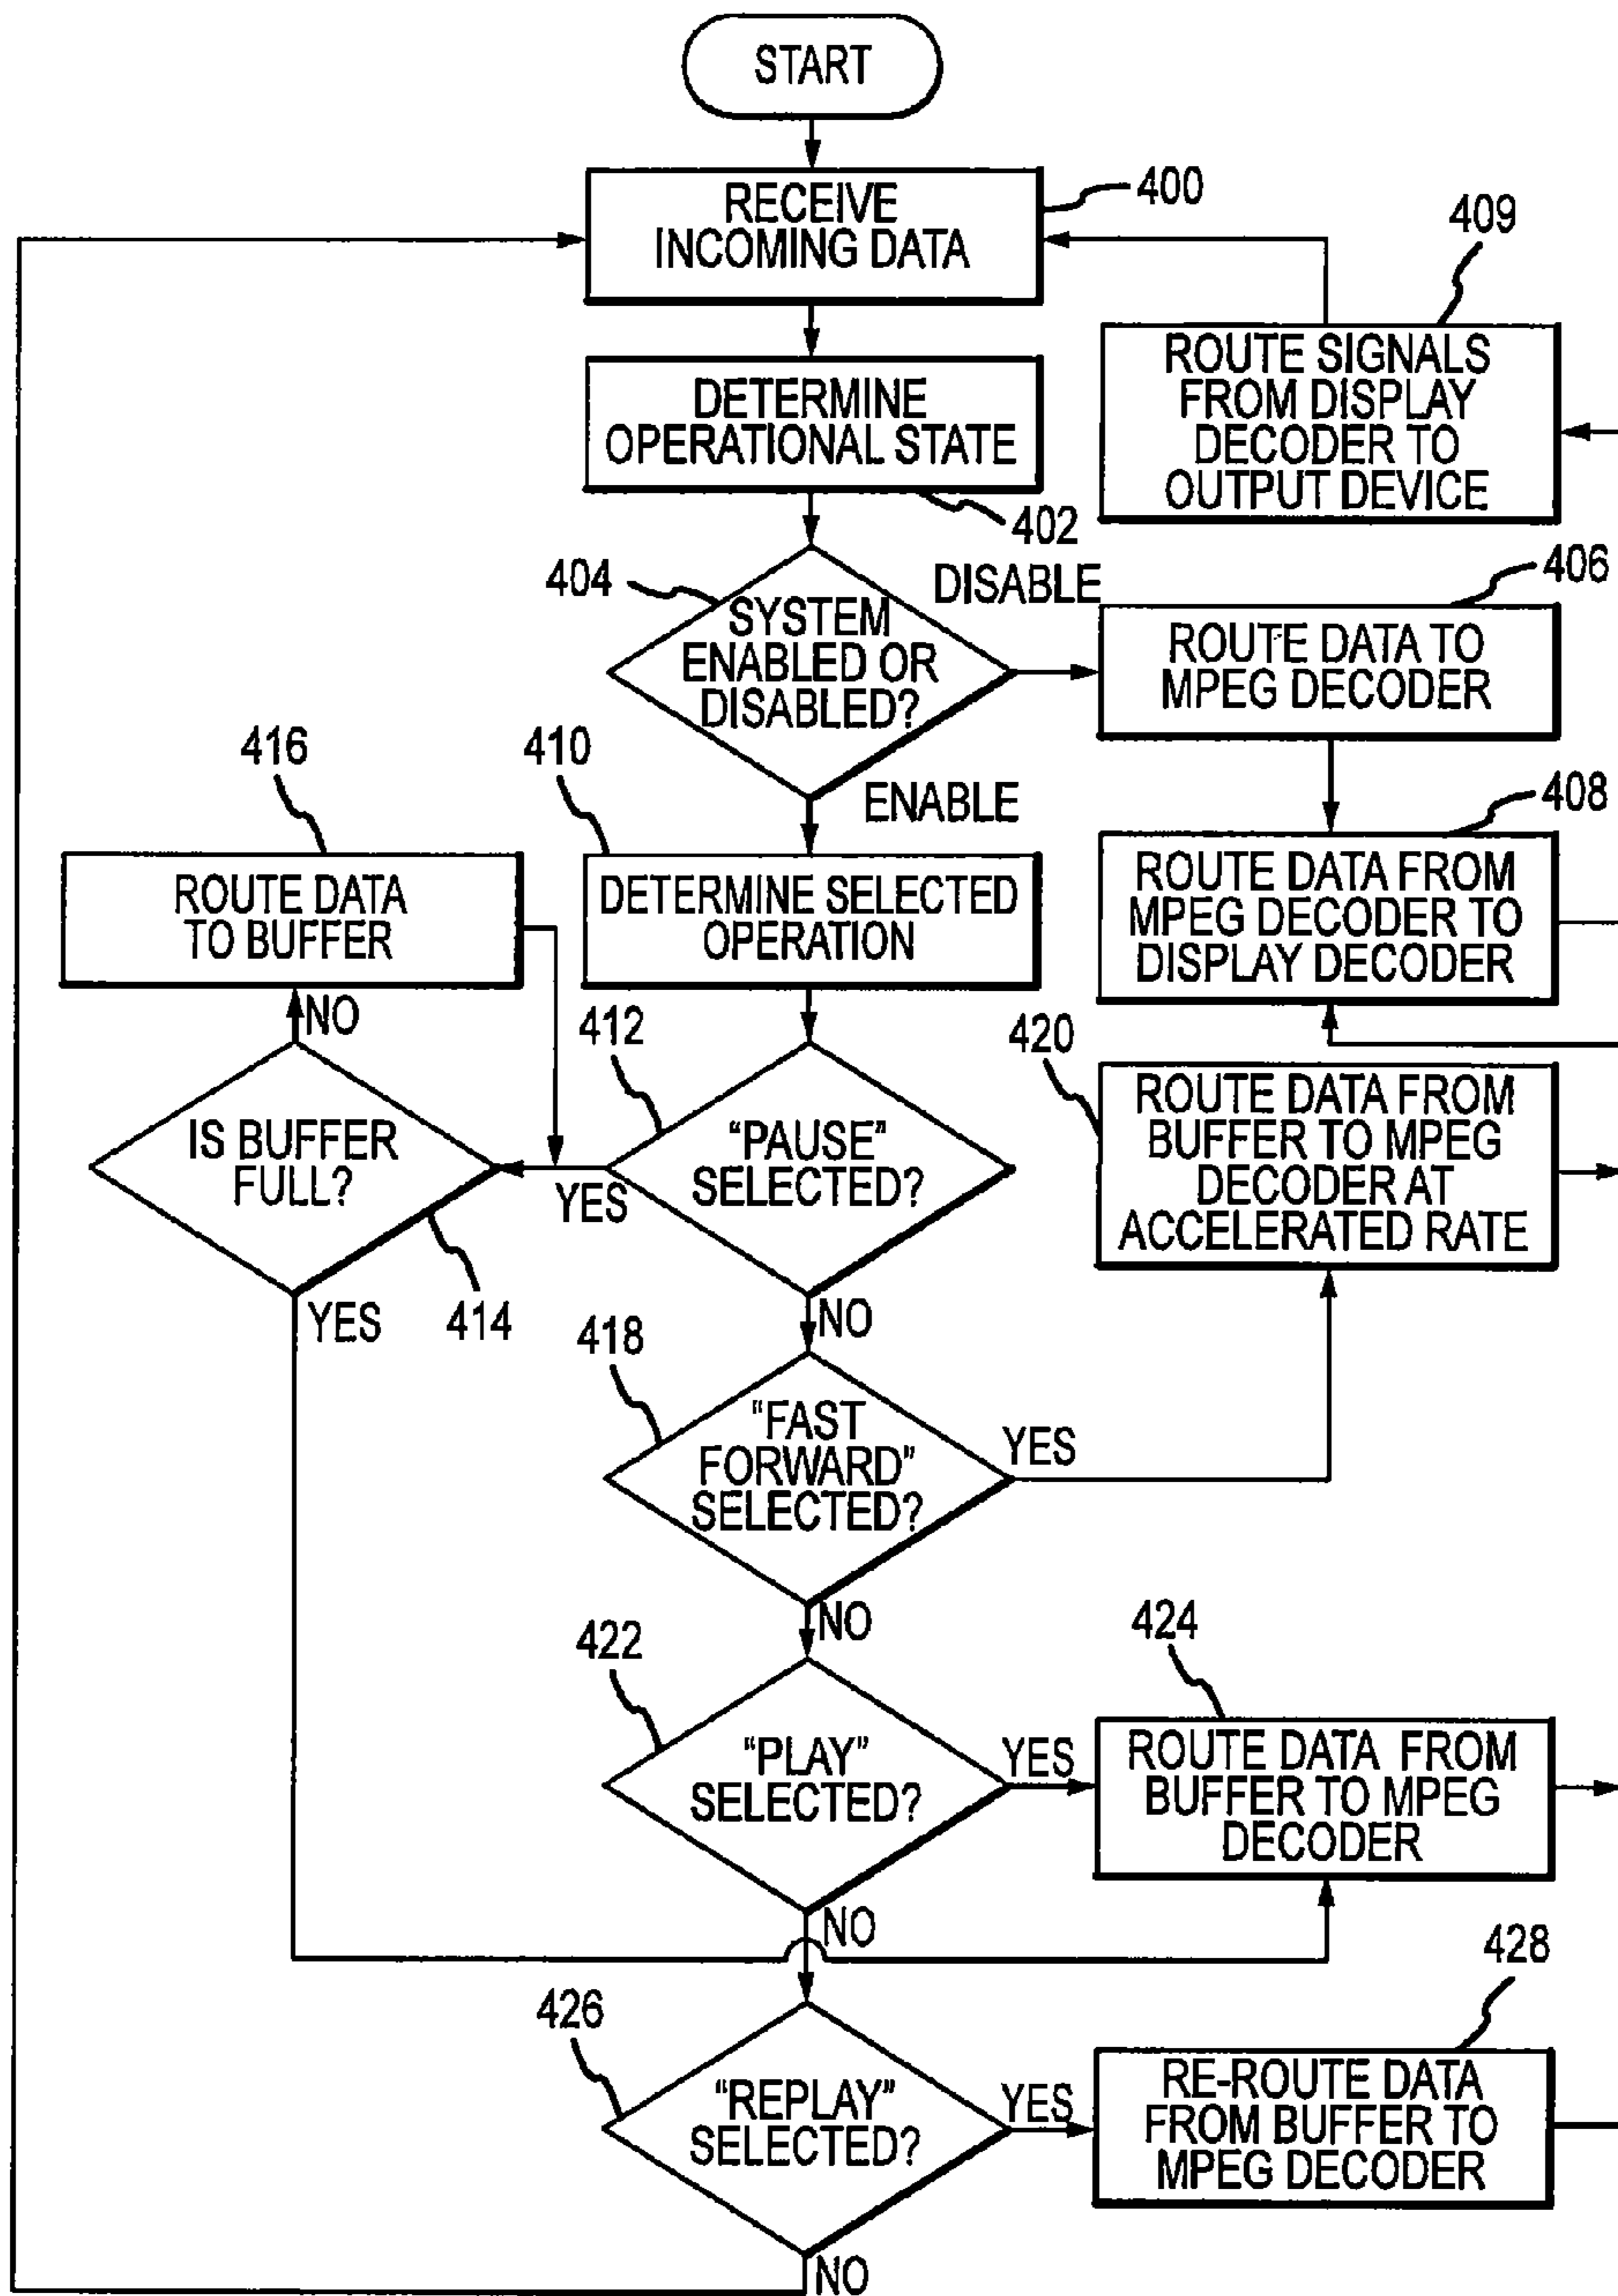 START
RECEIVE
INCOMING DATA
400
409
ROUTE SIGNALS
FROM DISPLAY
DECODER TO
OUTPUT DEVICE
DETERMINE
OPERATIONAL STATE
402
404
SYSTEM
ENABLED OR
DISABLED?
DISABLE
406
ROUTE DATA TO
MPEG DECODER
416
410
ENABLE
408
ROUTE DATA
TO BUFFER
DETERMINE SELECTED
OPERATION
ROUTE DATA FROM
MPEG DECODER TO
DISPLAY DECODER
NO
412
420
IS BUFFER
FULL?
YES
"PAUSE"
SELECTED?
ROUTE DATA FROM
BUFFER TO MPEG
DECODER AT
ACCELERATED RATE
YES
414
NO
418
"FAST
FORWARD"
SELECTED?
YES
NO
422
424
"PLAY"
SELECTED?
YES
ROUTE DATA FROM
BUFFER TO MPEG
DECODER
NO
426
428
"REPLAY"
SELECTED?
YES
RE-ROUTE DATA
FROM BUFFER TO
MPEG DECODER
NO